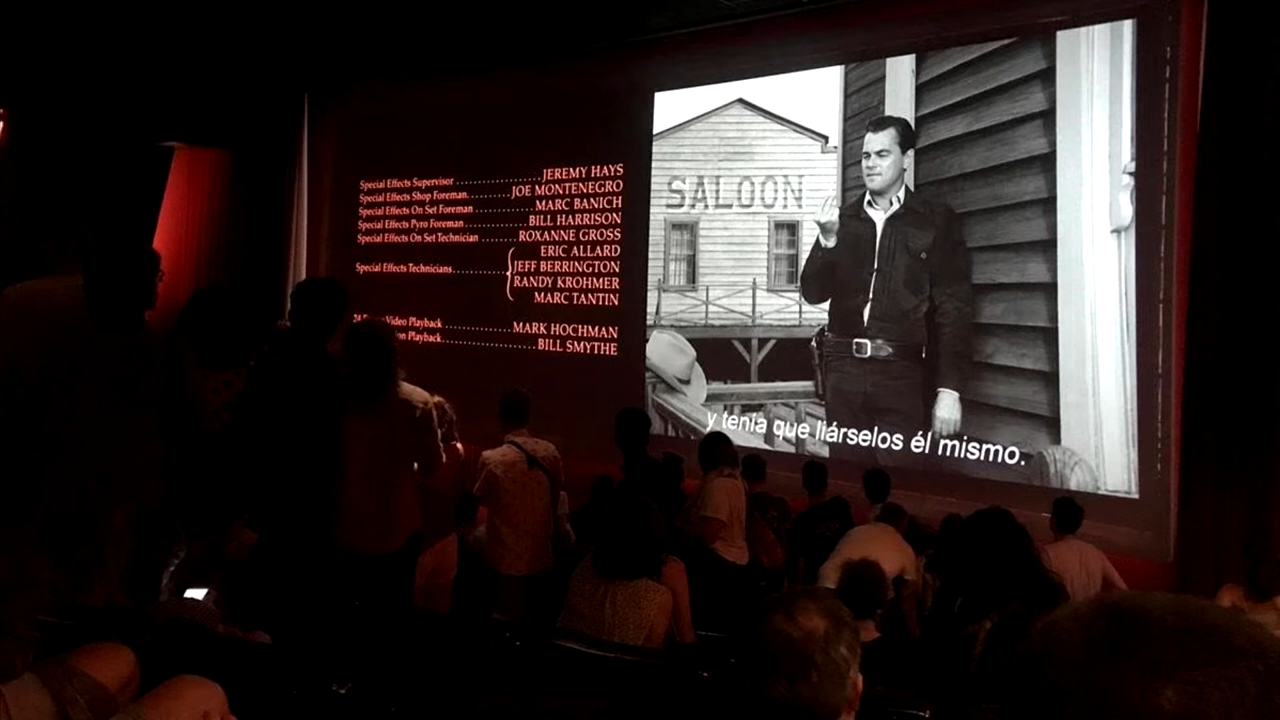 Special Effects Supervisor ..................... JEREMY HAYS
Special Effects Shop Foreman............ JOE MONTENEGRO
Special Effects On Set Foreman ............... MARC BANICH
Special Effects Pyro Foreman ................ BILL HARRISON
Special Effects On Set Technician .......... ROXANNE GROSS
ERIC ALLARD
Special Effects Technicians............. JEFF BERRINGTON
RANDY KROHMER
MARC TANTIN
Video Playback ................. MARK HOCHMAN
Playback....................... BILL SMYTHE
SALOON
y tenía que liárselos él mismo.